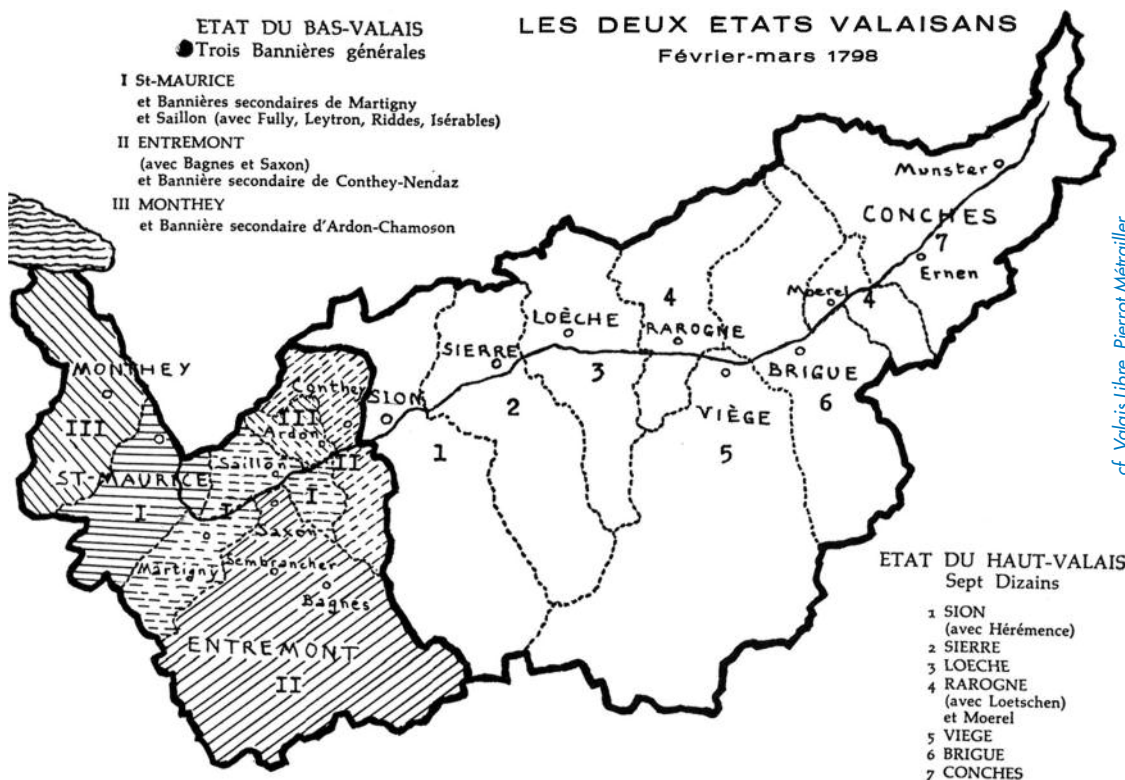 LES DEUX ETATS VALAISANS
Février-mars 1798
ETAT DU BAS-VALAIS
Trois Bannières générales
I St-MAURICE
et Bannières secondaires de Martigny
et Saillon (avec Fully, Leytron, Riddes, Isérables)
II ENTREMONT
(avec Bagnes et Saxon)
et Bannière secondaire de Conthey-Nendaz
III MONTHEY
et Bannière secondaire d'Ardon-Chamoson
Munster
CONCHES
7
Ernen
Moerel
4
4
LOÈCHE
RAROGNE
SIERRE
3
BRIGUE
6
2
VIÈGE
5
SION
1
MONTHEY
III
Conthey
III
Ardon
II
Saillon
I
I
ST-MAURICE
I
Saxon
Martigny
Sembrancher
Bagnes
ENTREMONT
II
cf. Valais Libre, Pierrot Métrailler
ETAT DU HAUT-VALAIS
Sept Dizains
1 SION
(avec Hérémence)
2 SIERRE
3 LOECHE
4 RAROGNE
(avec Loetschen)
et Moerel
5 VIEGE
6 BRIGUE
7 CONCHES